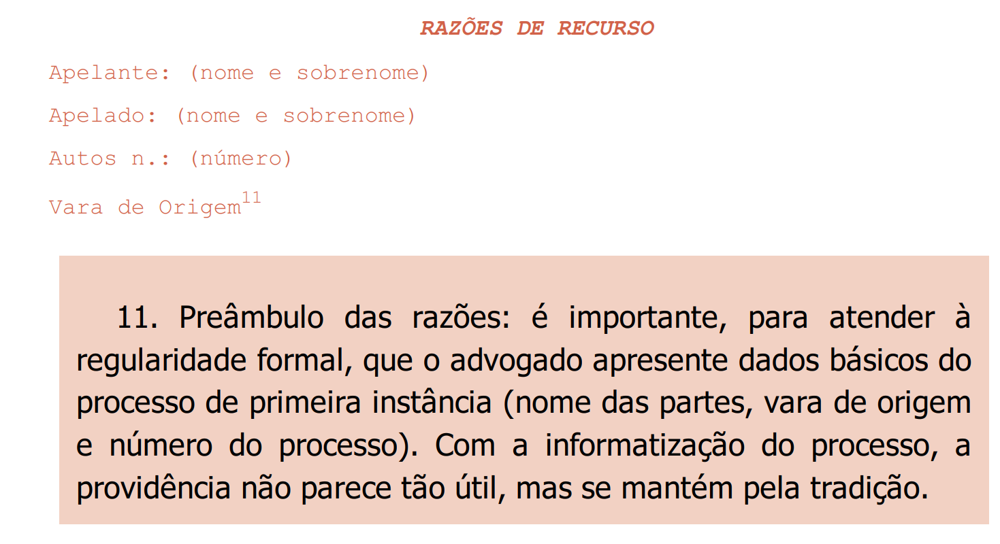 RAZÕES DE RECURSO
Apelante: (nome e sobrenome)
Apelado: (nome e sobrenome)
Autos n.: (número)
Vara de Origem11
11. Preâmbulo das razões: é importante, para atender à
regularidade formal, que o advogado apresente dados básicos do
processo de primeira instância (nome das partes, vara de origem
e número do processo). Com a informatização do processo, a
providência não parece tão útil, mas se mantém pela tradição.